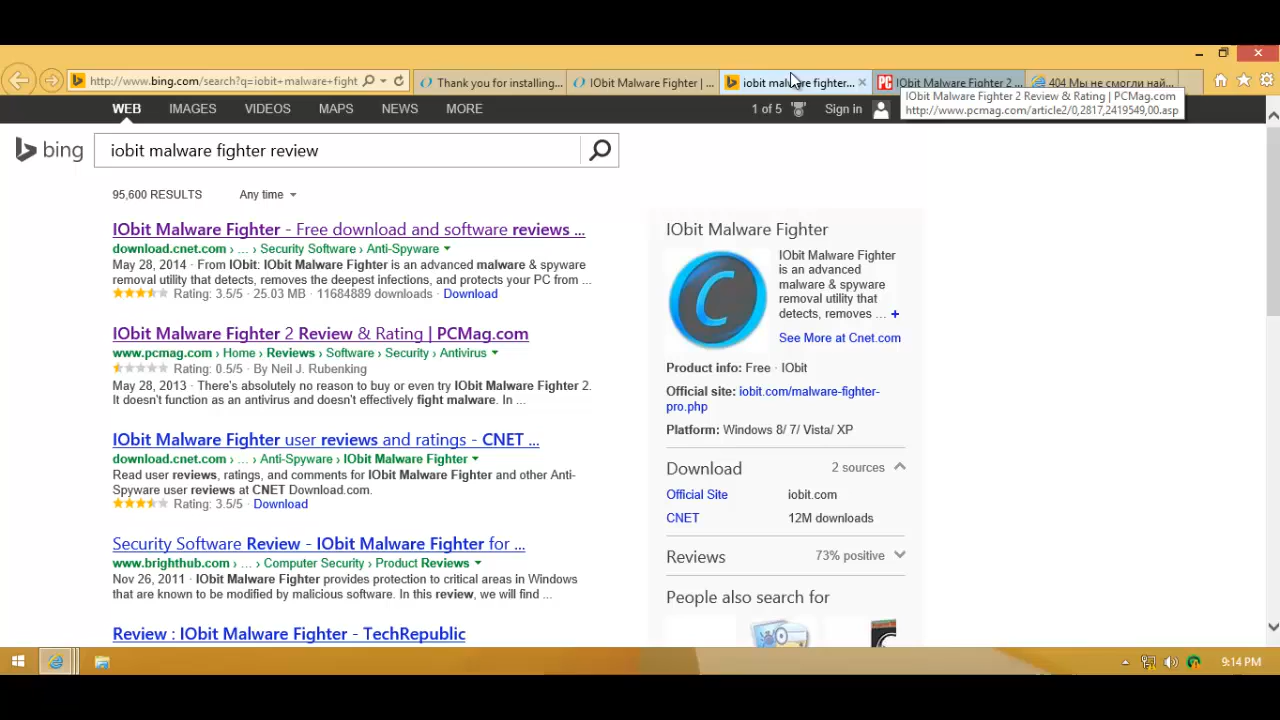 http://www.bing.com/search?q=iobit+malware+fight
Thank you for installing...
IObit Malware Fighter | ...
iobit malware fighter...
IObit Malware Fighter 2 ...
404 Мы не смогли най...
IObit Malware Fighter 2 Review & Rating | PCMag.com
http://www.pcmag.com/article2/0,2817,2419549,00.asp
WEB IMAGES VIDEOS MAPS NEWS MORE
1 of 5 Sign in
bing
iobit malware fighter review
95,600 RESULTS Any time
IObit Malware Fighter - Free download and software reviews ...
download.cnet.com › ... › Security Software › Anti-Spyware
May 28, 2014 · From IObit: IObit Malware Fighter is an advanced malware & spyware
removal utility that detects, removes the deepest infections, and protects your PC from ...
Rating: 3.5/5 · 25.03 MB · 11684889 downloads · Download
IObit Malware Fighter 2 Review & Rating | PCMag.com
www.pcmag.com › Home › Reviews › Software › Security › Antivirus
Rating: 0.5/5 · By Neil J. Rubenking
May 28, 2013 · There's absolutely no reason to buy or even try IObit Malware Fighter 2.
It doesn't function as an antivirus and doesn't effectively fight malware. In ...
IObit Malware Fighter user reviews and ratings - CNET ...
download.cnet.com › ... › Anti-Spyware › IObit Malware Fighter
Read user reviews, ratings, and comments for IObit Malware Fighter and other Anti-
Spyware user reviews at CNET Download.com.
Rating: 3.5/5 · Download
Security Software Review - IObit Malware Fighter for ...
www.brighthub.com › ... › Computer Security › Product Reviews
Nov 26, 2011 · IObit Malware Fighter provides protection to critical areas in Windows
that are known to be modified by malicious software. In this review, we will find ...
Review : IObit Malware Fighter - TechRepublic
IObit Malware Fighter
IObit Malware Fighter
is an advanced
malware & spyware
removal utility that
detects, removes ... +
See More at Cnet.com
Product info: Free · IObit
Official site: iobit.com/malware-fighter-
pro.php
Platform: Windows 8/ 7/ Vista/ XP
Download 2 sources
Official Site iobit.com
CNET 12M downloads
Reviews 73% positive
People also search for
9:14 PM